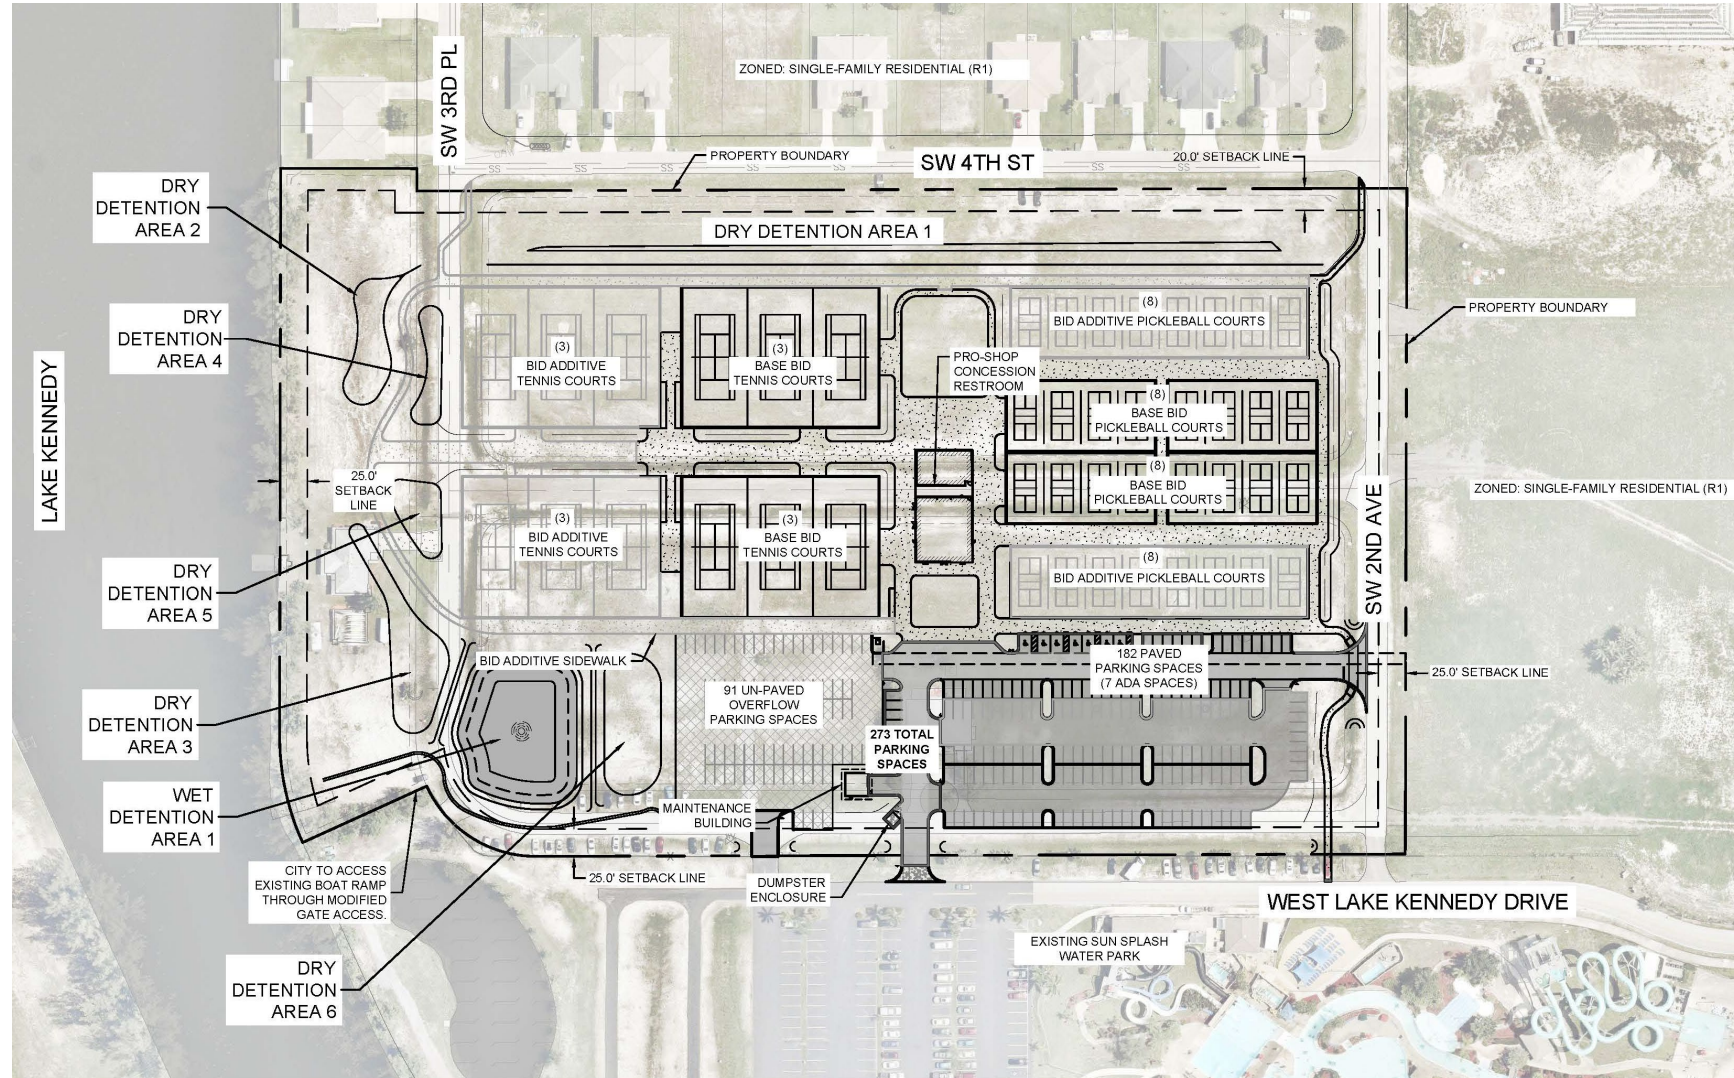 ZONED: SINGLE-FAMILY RESIDENTIAL (R1)
SW 3RD PL
PROPERTY BOUNDARY
SW 4TH ST
20.0' SETBACK LINE
DRY
DETENTION
AREA 2
DRY DETENTION AREA 1
DRY
DETENTION
AREA 4
(3)
BID ADDITIVE
TENNIS COURTS
(3)
BASE BID
TENNIS COURTS
(8)
BID ADDITIVE PICKLEBALL COURTS
PROPERTY BOUNDARY
PRO-SHOP
CONCESSION
RESTROOM
(8)
BASE BID
PICKLEBALL COURTS
LAKE KENNEDY
25.0'
SETBACK
LINE
(8)
BASE BID
PICKLEBALL COURTS
ZONED: SINGLE-FAMILY RESIDENTIAL (R1)
(3)
BID ADDITIVE
TENNIS COURTS
(3)
BASE BID
TENNIS COURTS
(8)
BID ADDITIVE PICKLEBALL COURTS
SW 2ND AVE
DRY
DETENTION
AREA 5
BID ADDITIVE SIDEWALK
182 PAVED
PARKING SPACES
(7 ADA SPACES)
25.0' SETBACK LINE
91 UN-PAVED
OVERFLOW
PARKING SPACES
DRY
DETENTION
AREA 3
273 TOTAL
PARKING
SPACES
WET
DETENTION
AREA 1
MAINTENANCE
BUILDING
CITY TO ACCESS
EXISTING BOAT RAMP
THROUGH MODIFIED
GATE ACCESS.
25.0' SETBACK LINE
DUMPSTER
ENCLOSURE
WEST LAKE KENNEDY DRIVE
EXISTING SUN SPLASH
WATER PARK
DRY
DETENTION
AREA 6